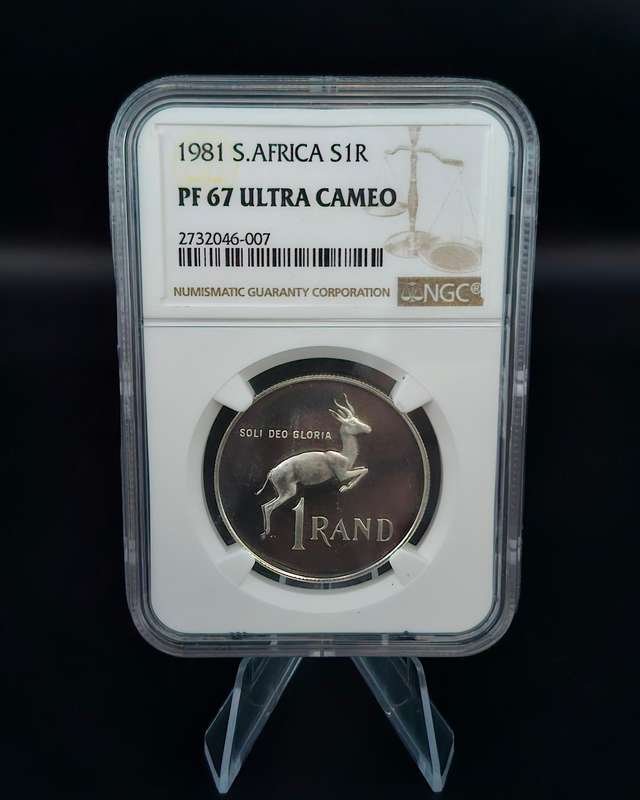 1981 S.AFRICA S1R
PF 67 ULTRA CAMEO
2732046-007
NUMISMATIC GUARANTY CORPORATION
NGC®
SOLI DEO GLORIA
1 RAND